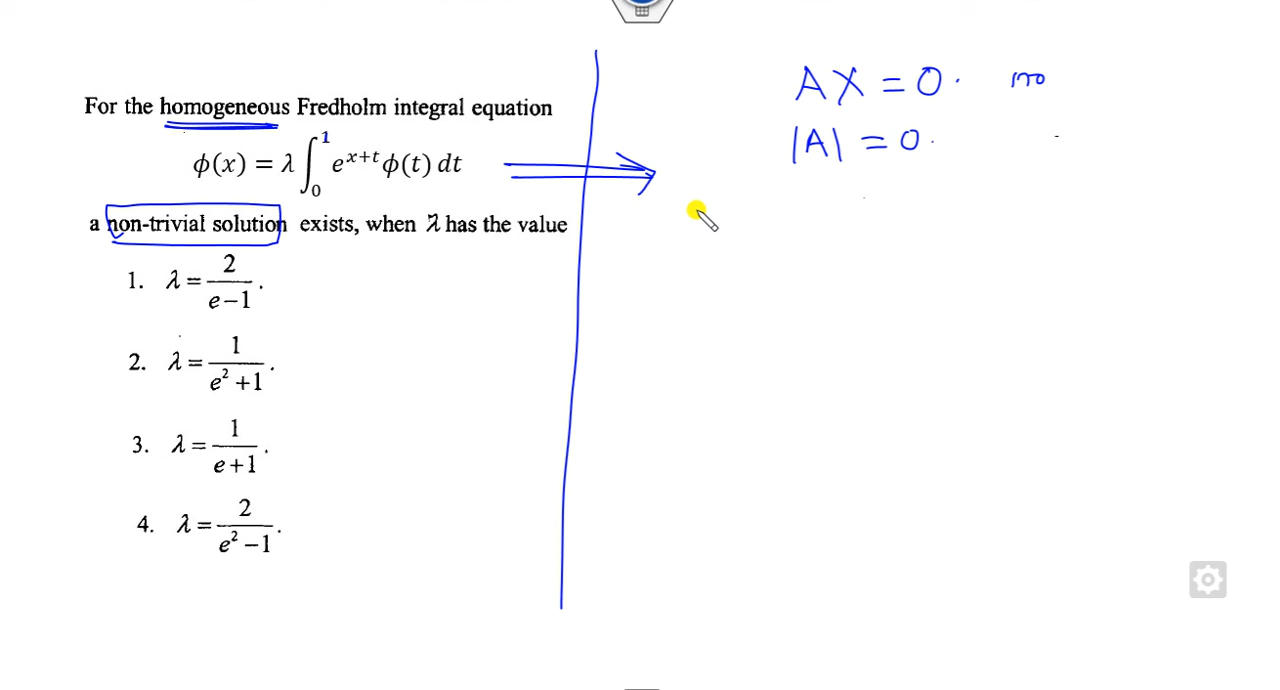 For the homogeneous Fredholm integral equation
ϕ(x) = λ ∫₀¹ eˣ⁺ᵗ ϕ(t) dt
a non-trivial solution exists, when λ has the value
1. λ = 2/(e−1).
2. λ = 1/(e²+1).
3. λ = 1/(e+1).
4. λ = 2/(e²−1).
AX = 0.
|A| = 0.